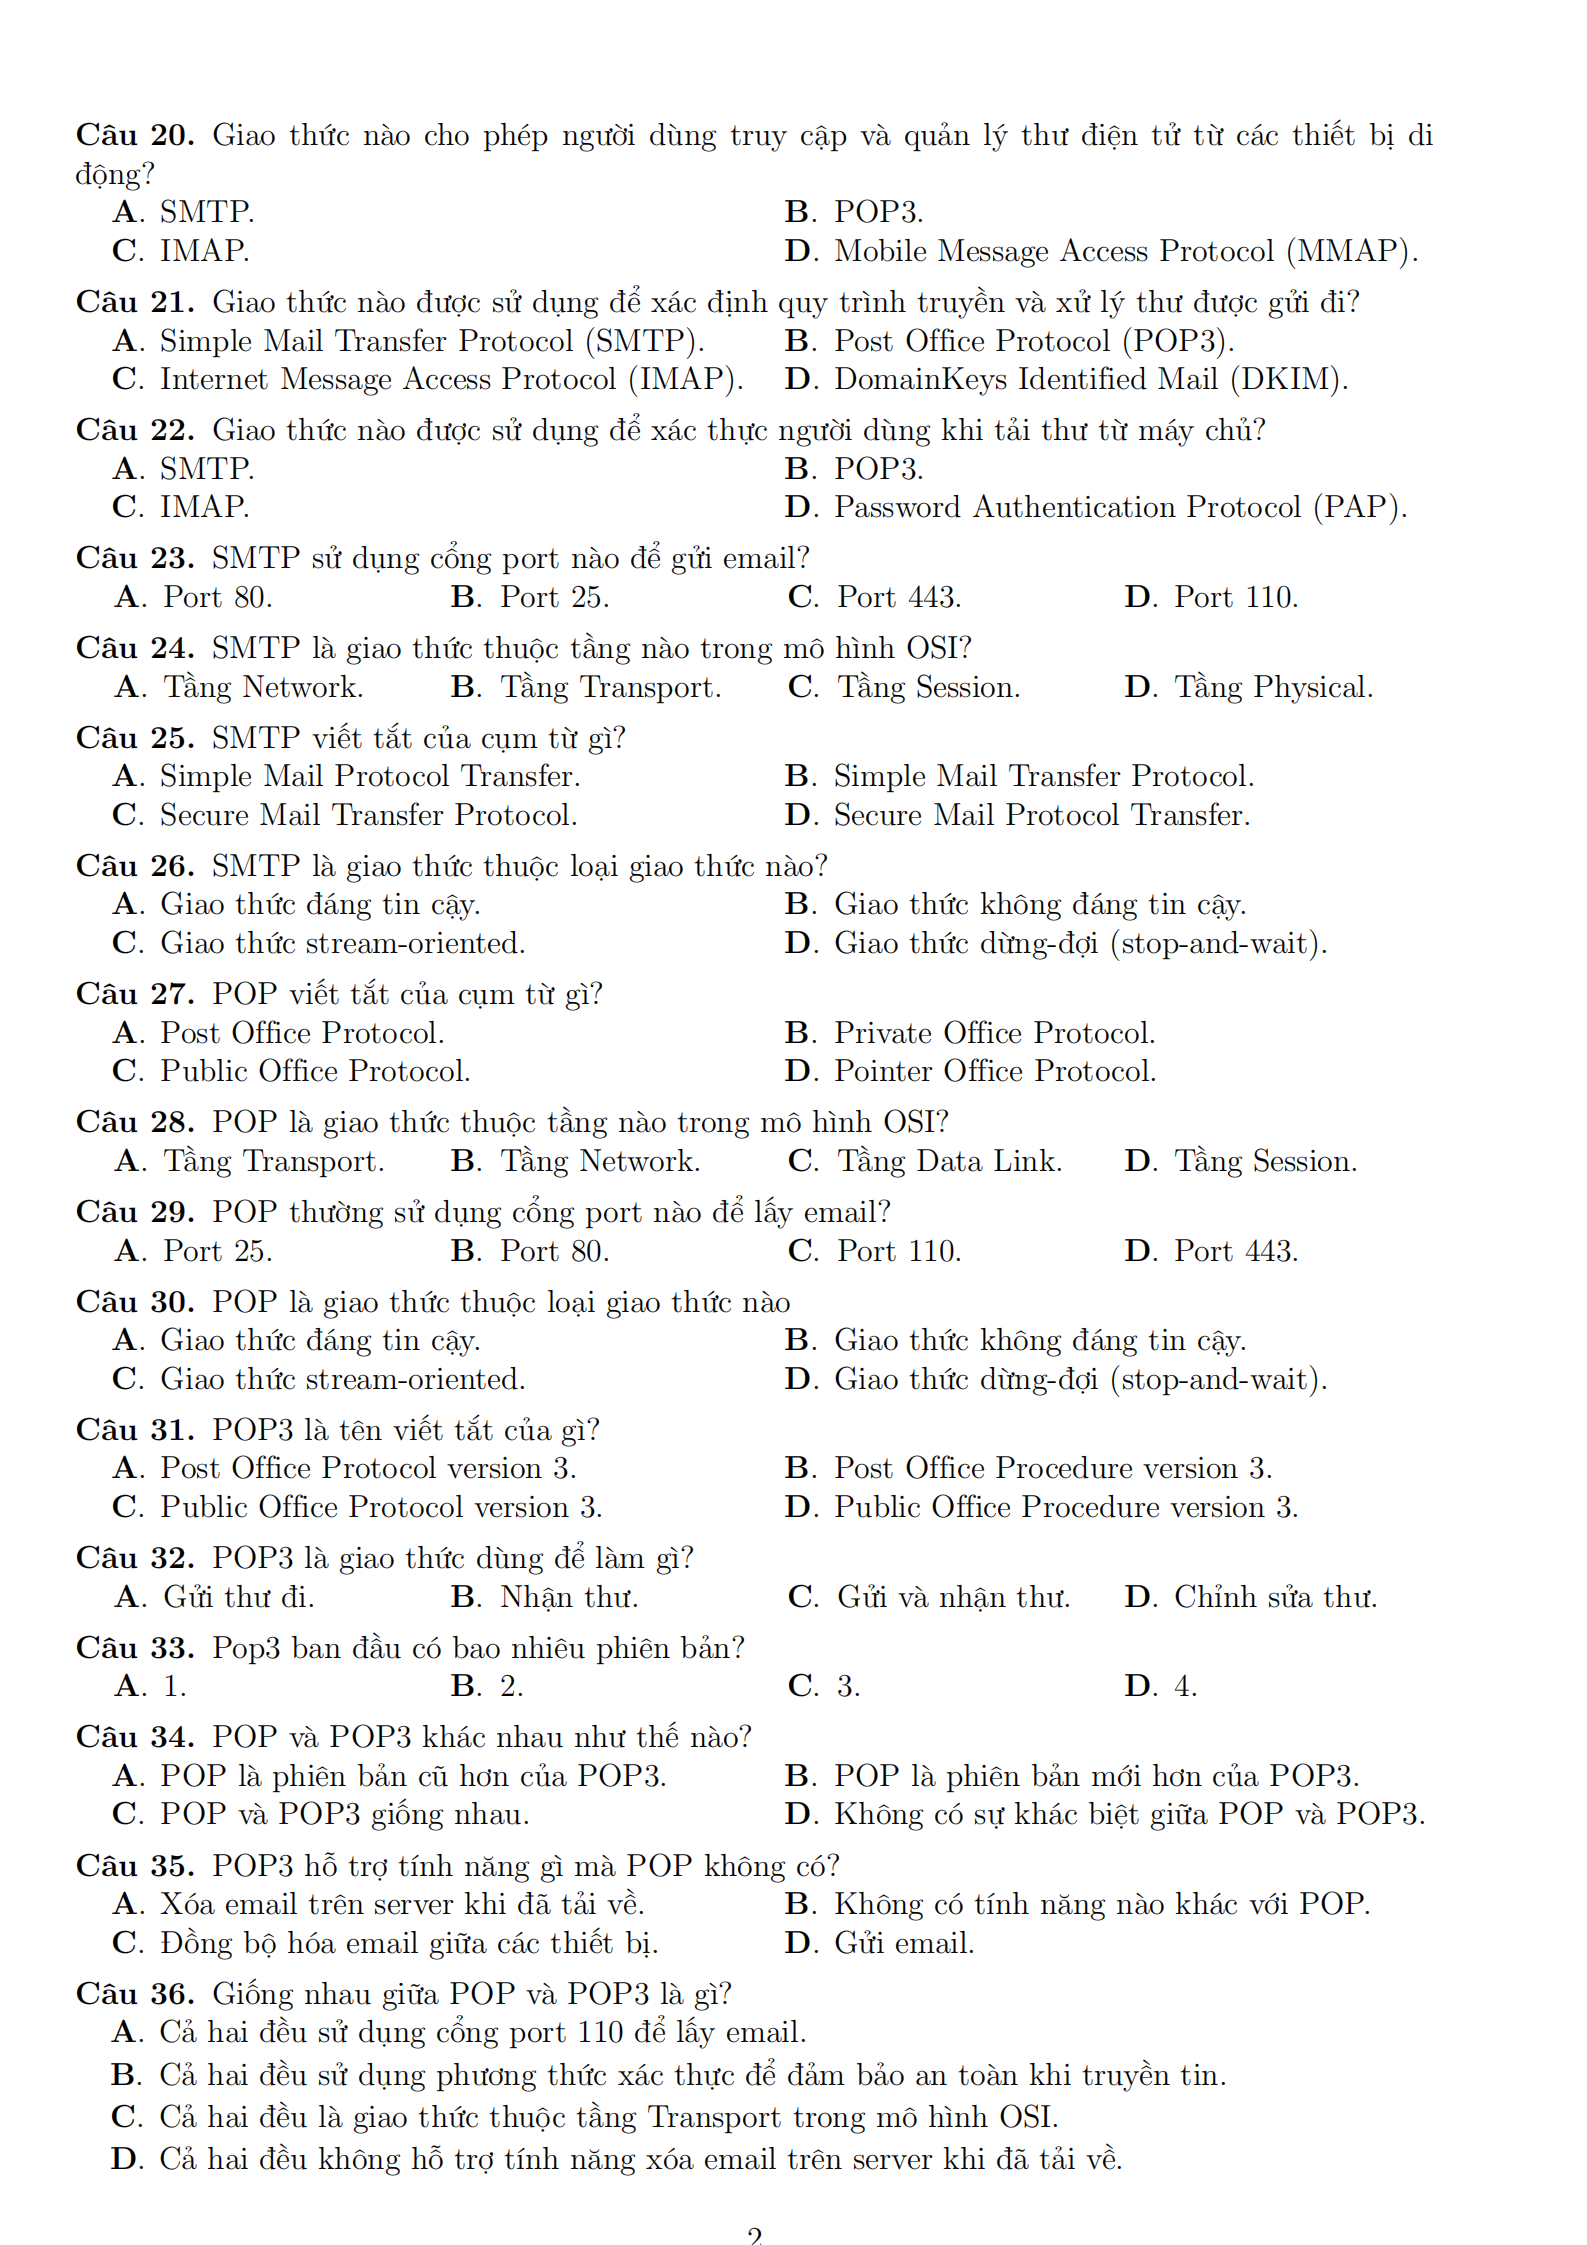 Câu 20. Giao thức nào cho phép người dùng truy cập và quản lý thư điện tử từ các thiết bị di
động?
A. SMTP. B. POP3.
C. IMAP. D. Mobile Message Access Protocol (MMAP).
Câu 21. Giao thức nào được sử dụng để xác định quy trình truyền và xử lý thư được gửi đi?
A. Simple Mail Transfer Protocol (SMTP). B. Post Office Protocol (POP3).
C. Internet Message Access Protocol (IMAP). D. DomainKeys Identified Mail (DKIM).
Câu 22. Giao thức nào được sử dụng để xác thực người dùng khi tải thư từ máy chủ?
A. SMTP. B. POP3.
C. IMAP. D. Password Authentication Protocol (PAP).
Câu 23. SMTP sử dụng cổng port nào để gửi email?
A. Port 80. B. Port 25. C. Port 443. D. Port 110.
Câu 24. SMTP là giao thức thuộc tầng nào trong mô hình OSI?
A. Tầng Network. B. Tầng Transport. C. Tầng Session. D. Tầng Physical.
Câu 25. SMTP viết tắt của cụm từ gì?
A. Simple Mail Protocol Transfer. B. Simple Mail Transfer Protocol.
C. Secure Mail Transfer Protocol. D. Secure Mail Protocol Transfer.
Câu 26. SMTP là giao thức thuộc loại giao thức nào?
A. Giao thức đáng tin cậy. B. Giao thức không đáng tin cậy.
C. Giao thức stream-oriented. D. Giao thức dừng-đợi (stop-and-wait).
Câu 27. POP viết tắt của cụm từ gì?
A. Post Office Protocol. B. Private Office Protocol.
C. Public Office Protocol. D. Pointer Office Protocol.
Câu 28. POP là giao thức thuộc tầng nào trong mô hình OSI?
A. Tầng Transport. B. Tầng Network. C. Tầng Data Link. D. Tầng Session.
Câu 29. POP thường sử dụng cổng port nào để lấy email?
A. Port 25. B. Port 80. C. Port 110. D. Port 443.
Câu 30. POP là giao thức thuộc loại giao thức nào
A. Giao thức đáng tin cậy. B. Giao thức không đáng tin cậy.
C. Giao thức stream-oriented. D. Giao thức dừng-đợi (stop-and-wait).
Câu 31. POP3 là tên viết tắt của gì?
A. Post Office Protocol version 3. B. Post Office Procedure version 3.
C. Public Office Protocol version 3. D. Public Office Procedure version 3.
Câu 32. POP3 là giao thức dùng để làm gì?
A. Gửi thư đi. B. Nhận thư. C. Gửi và nhận thư. D. Chỉnh sửa thư.
Câu 33. Pop3 ban đầu có bao nhiêu phiên bản?
A. 1. B. 2. C. 3. D. 4.
Câu 34. POP và POP3 khác nhau như thế nào?
A. POP là phiên bản cũ hơn của POP3. B. POP là phiên bản mới hơn của POP3.
C. POP và POP3 giống nhau. D. Không có sự khác biệt giữa POP và POP3.
Câu 35. POP3 hỗ trợ tính năng gì mà POP không có?
A. Xóa email trên server khi đã tải về. B. Không có tính năng nào khác với POP.
C. Đồng bộ hóa email giữa các thiết bị. D. Gửi email.
Câu 36. Giống nhau giữa POP và POP3 là gì?
A. Cả hai đều sử dụng cổng port 110 để lấy email.
B. Cả hai đều sử dụng phương thức xác thực để đảm bảo an toàn khi truyền tin.
C. Cả hai đều là giao thức thuộc tầng Transport trong mô hình OSI.
D. Cả hai đều không hỗ trợ tính năng xóa email trên server khi đã tải về.
2